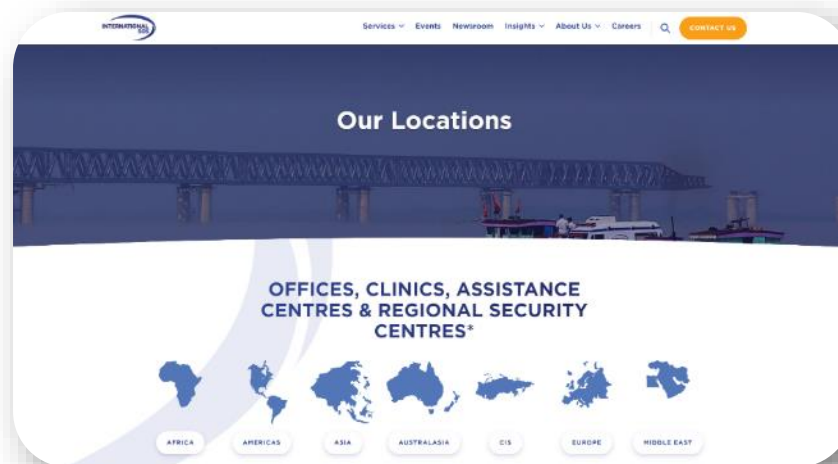 INTERNATIONAL
SOS
Services Events Newsroom Insights About Us Careers CONTACT US
Our Locations
OFFICES, CLINICS, ASSISTANCE
CENTRES & REGIONAL SECURITY
CENTRES*
AFRICA AMERICAS ASIA AUSTRALASIA CIS EUROPE MIDDLE EAST